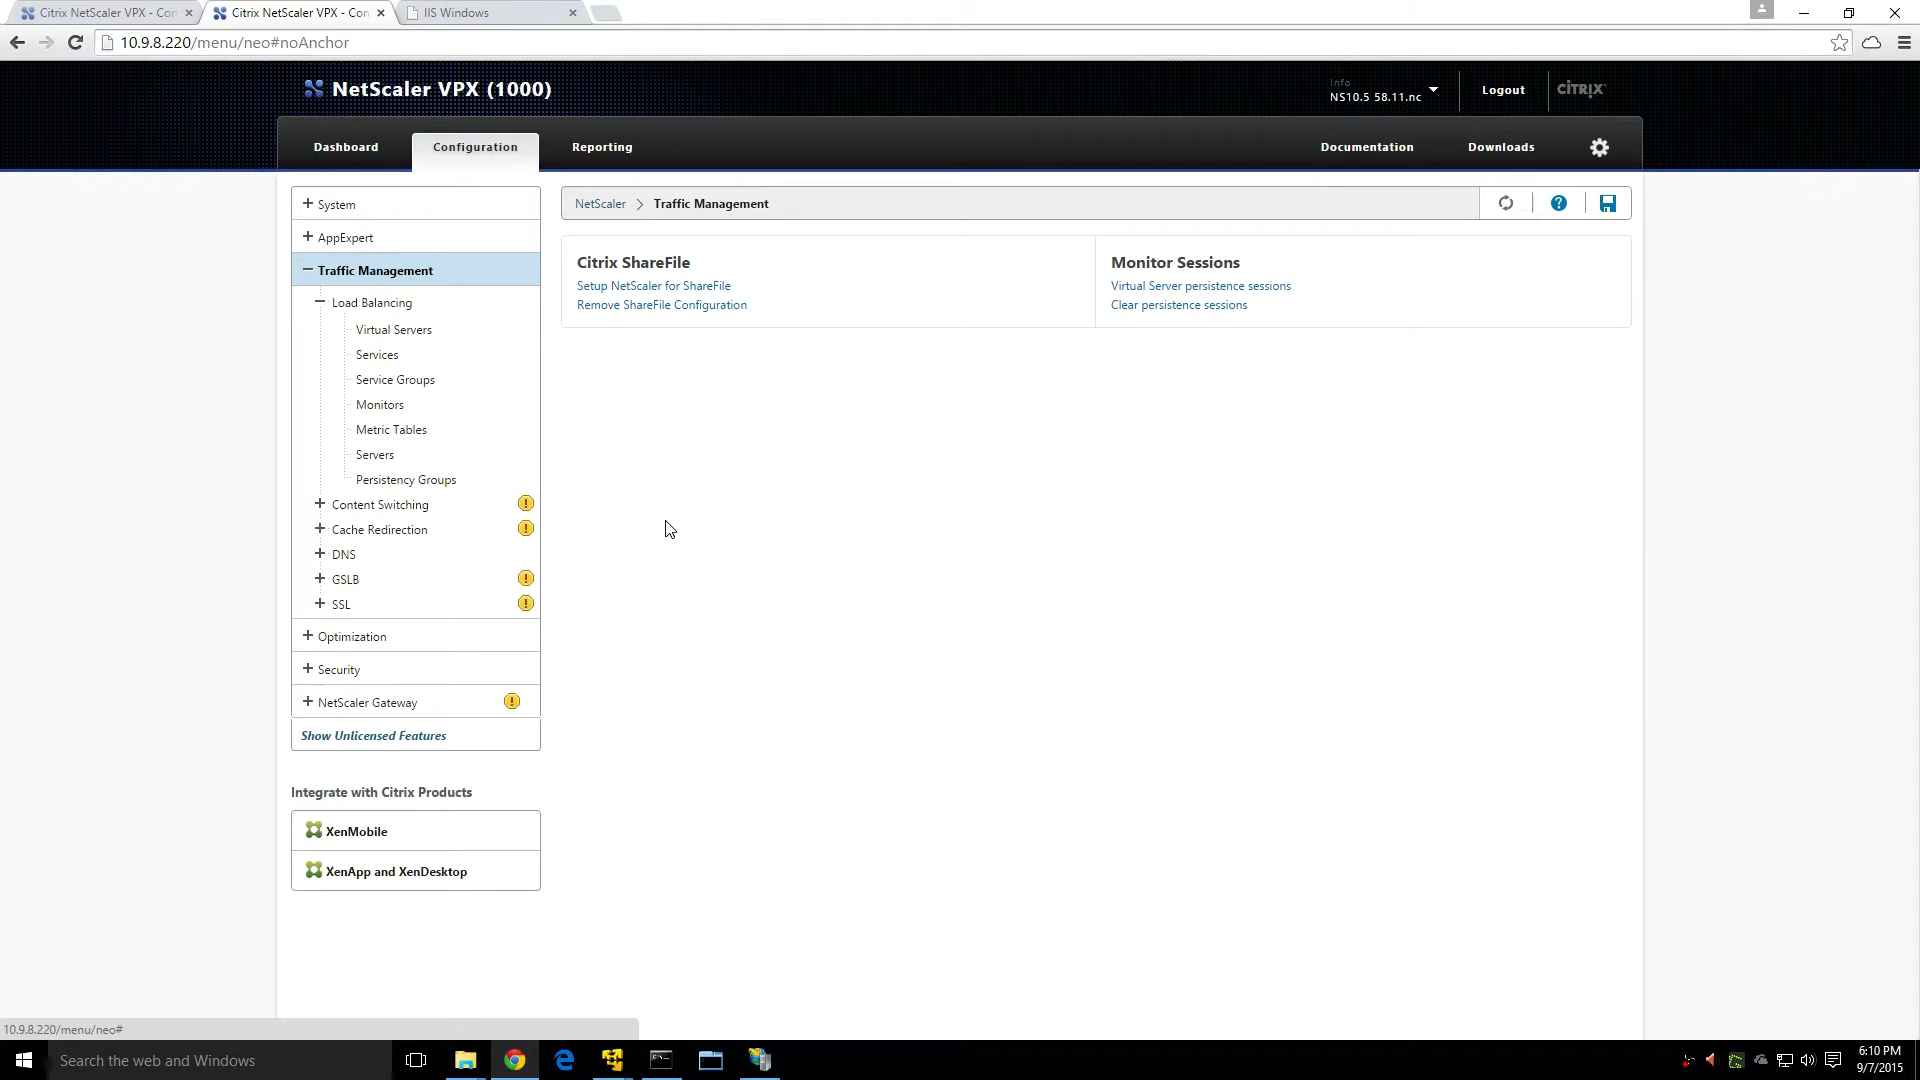 Citrix NetScaler VPX - Con
Citrix NetScaler VPX - Con
IIS Windows
10.9.8.220/menu/neo#noAnchor
NetScaler VPX (1000)
Info
NS10.5 58.11.nc
Logout
CITRIX
Dashboard
Configuration
Reporting
Documentation
Downloads
System
AppExpert
Traffic Management
Load Balancing
Virtual Servers
Services
Service Groups
Monitors
Metric Tables
Servers
Persistency Groups
Content Switching
Cache Redirection
DNS
GSLB
SSL
Optimization
Security
NetScaler Gateway
Show Unlicensed Features
Integrate with Citrix Products
XenMobile
XenApp and XenDesktop
NetScaler > Traffic Management
Citrix ShareFile
Setup NetScaler for ShareFile
Remove ShareFile Configuration
Monitor Sessions
Virtual Server persistence sessions
Clear persistence sessions
10.9.8.220/menu/neo#
Search the web and Windows
6:10 PM
9/7/2015